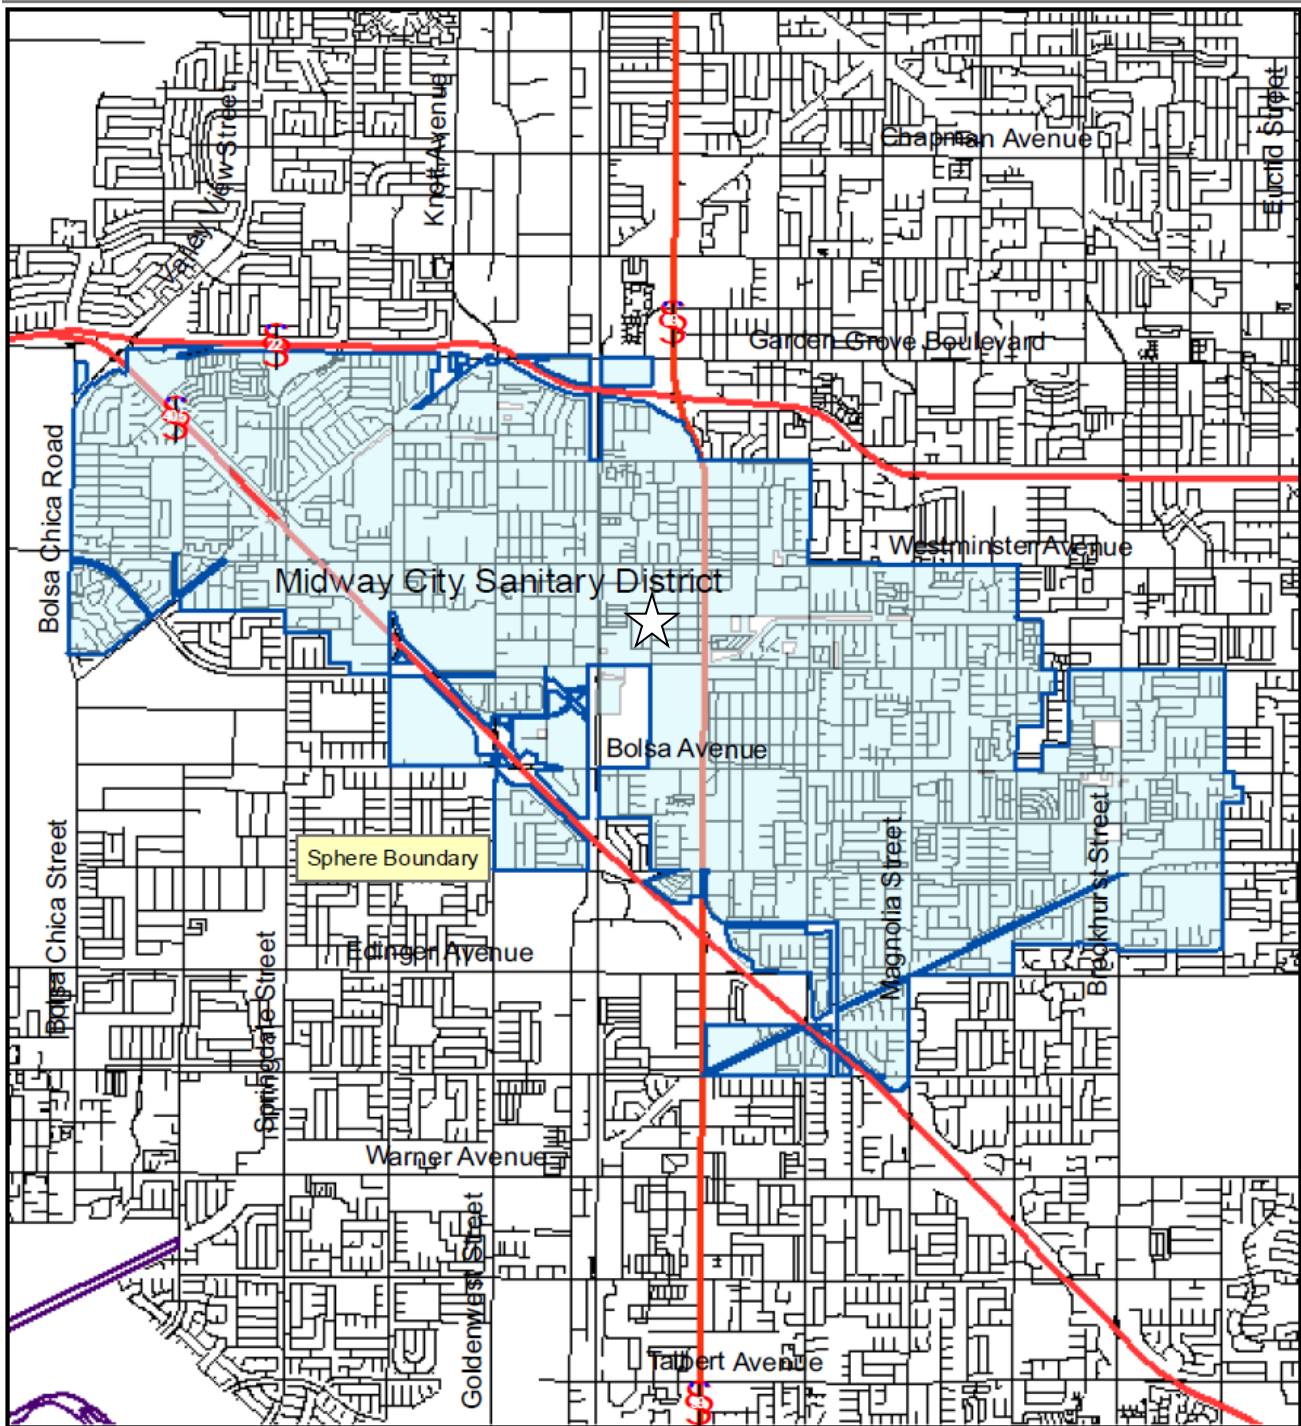 Euclid Street
Knott Avenue
Valley View Street
Chapman Avenue
Garden Grove Boulevard
22
Bolsa Chica Road
Westminster Avenue
Midway City Sanitary District
Bolsa Avenue
Sphere Boundary
Magnolia Street
Brookhurst Street
Bolsa Chica Street
Edinger Avenue
Springdale Street
Warner Avenue
Goldenwest Street
Talbert Avenue